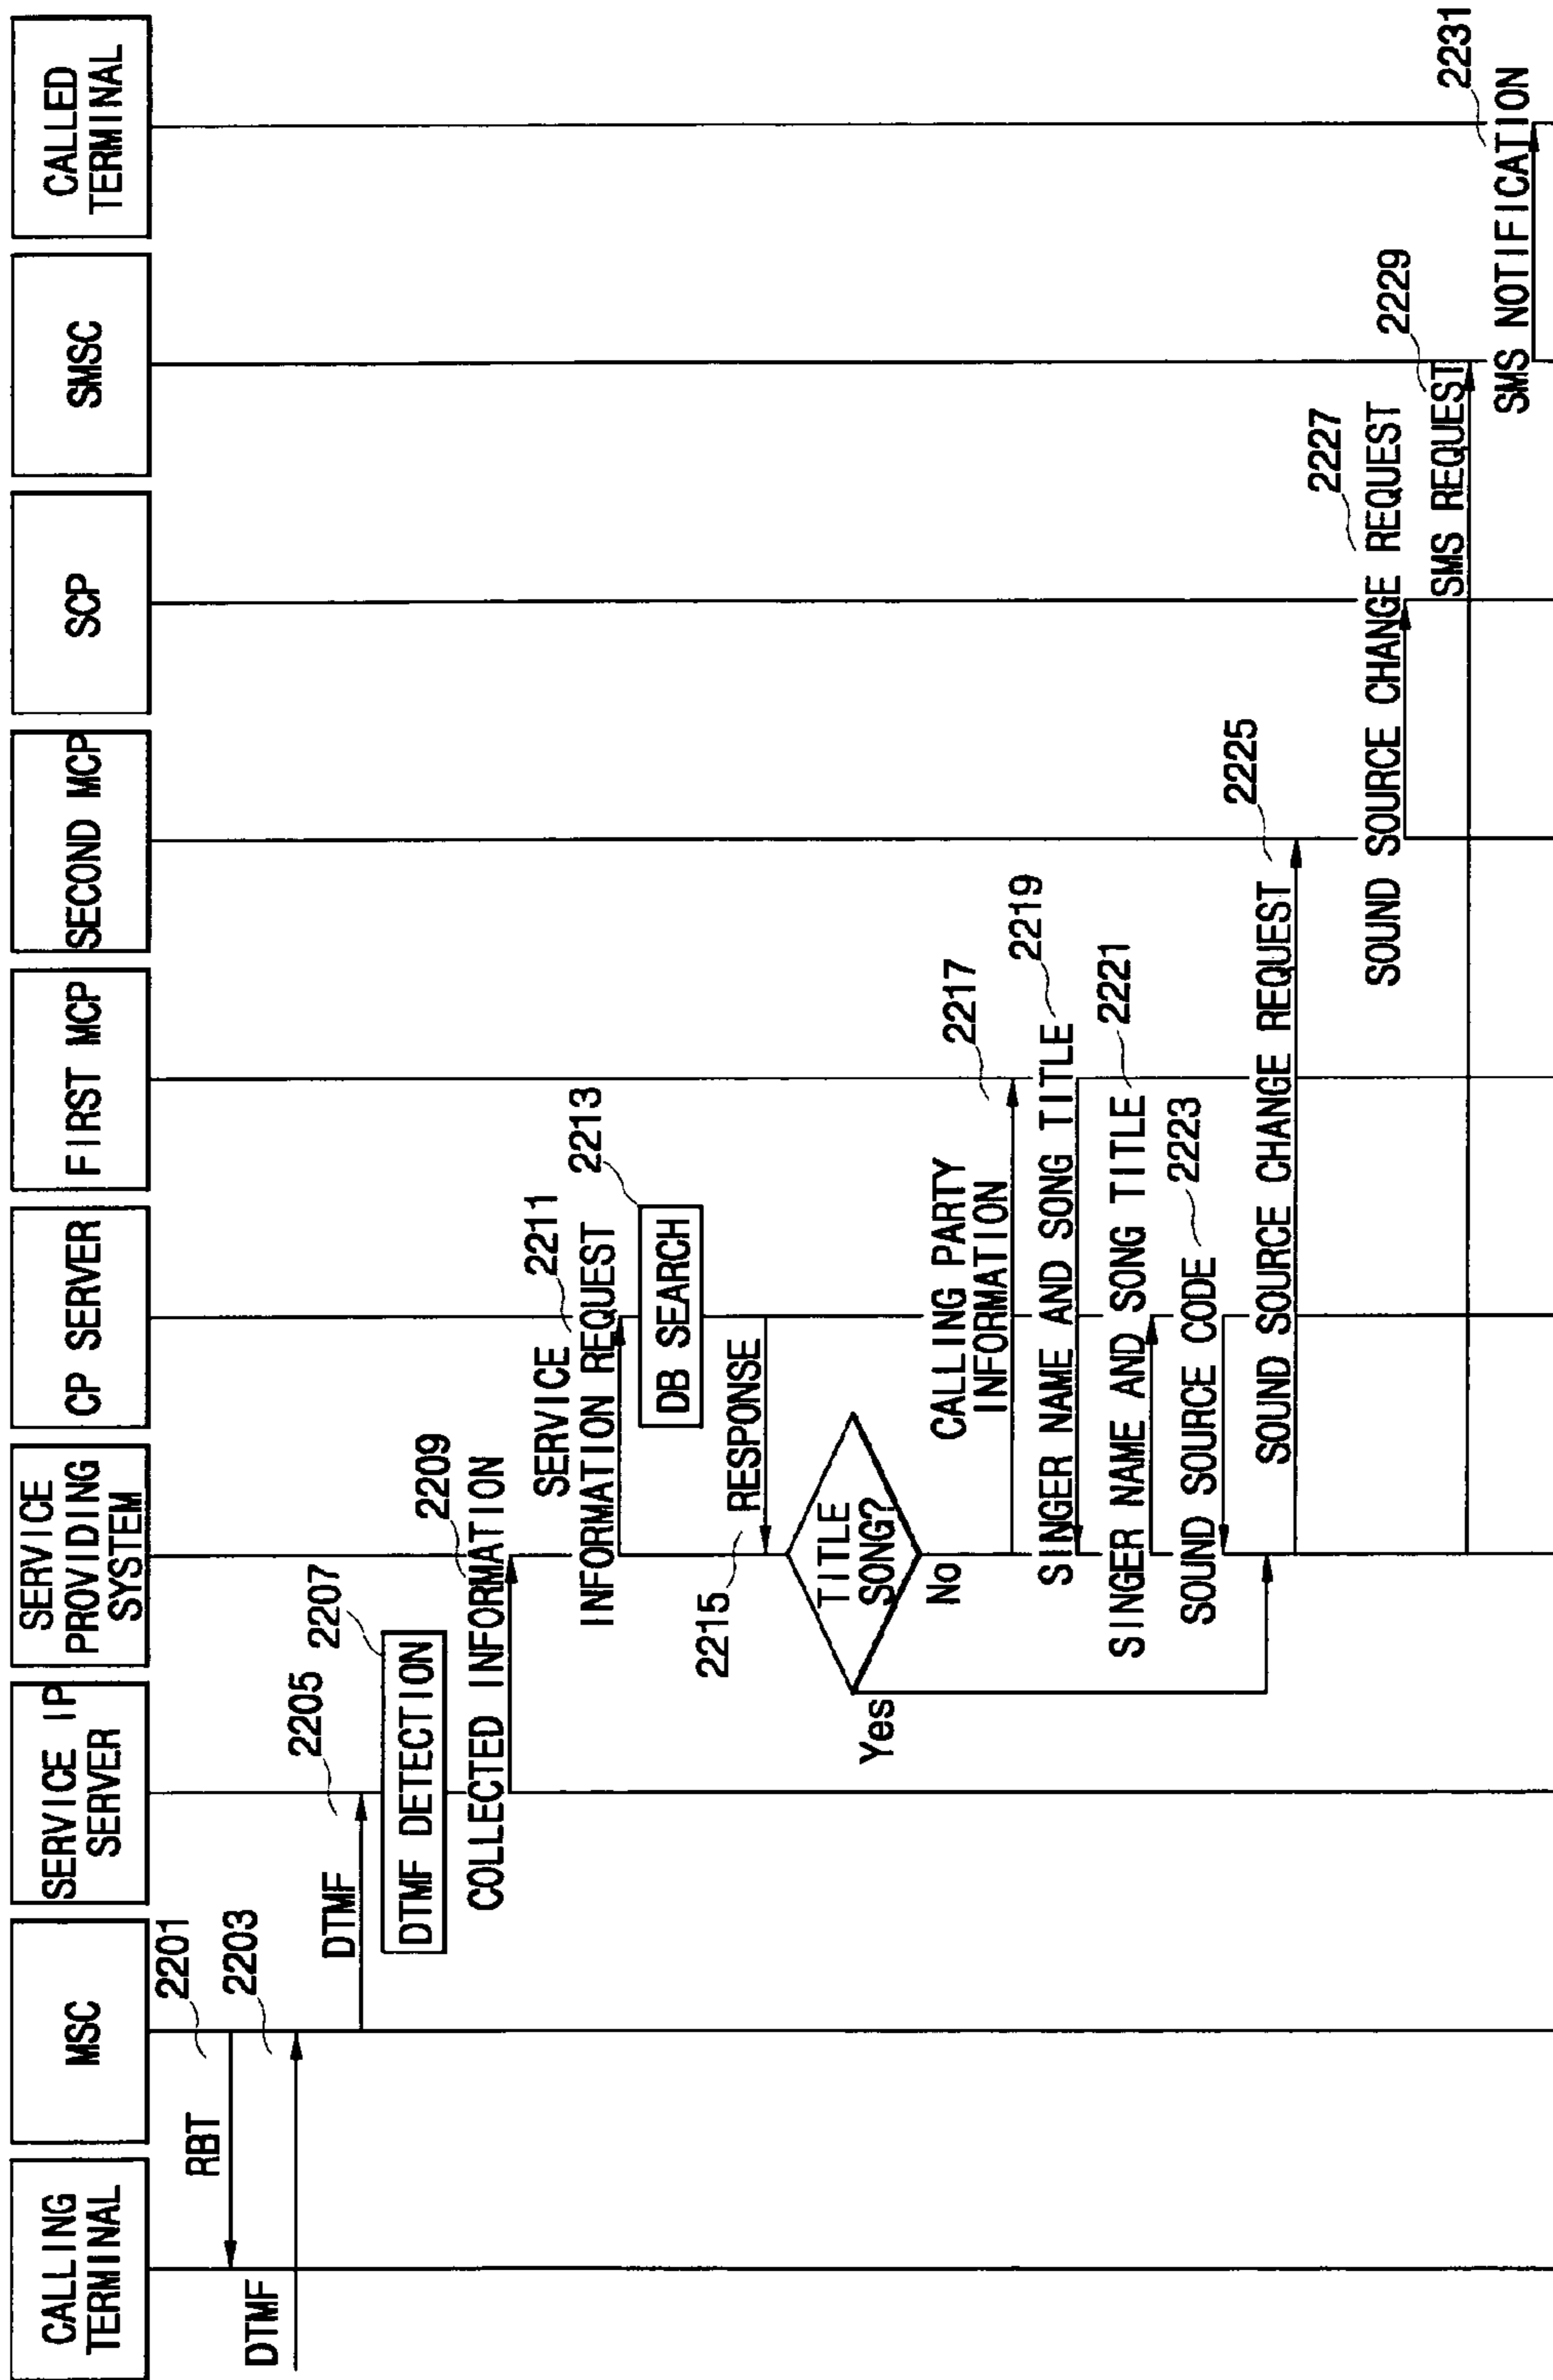 CALLING
TERMINAL
MSC
SERVICE IP
SERVER
SERVICE
PROVIDING
SYSTEM
CP SERVER
FIRST MCP
SECOND MCP
SCP
SMSC
CALLED
TERMINAL
RBT
2201
DTMF
2203
DTMF
2205
DTMF DETECTION
2207
COLLECTED INFORMATION
2209
SERVICE
INFORMATION REQUEST
2211
DB SEARCH
2213
RESPONSE
2215
TITLE
SONG?
Yes
No
CALLING PARTY
INFORMATION
2217
SINGER NAME AND SONG TITLE
2219
SINGER NAME AND SONG TITLE
2221
SOUND SOURCE CODE
2223
SOUND SOURCE CHANGE REQUEST
2225
SOUND SOURCE CHANGE REQUEST
2227
SMS REQUEST
2229
SMS NOTIFICATION
2231